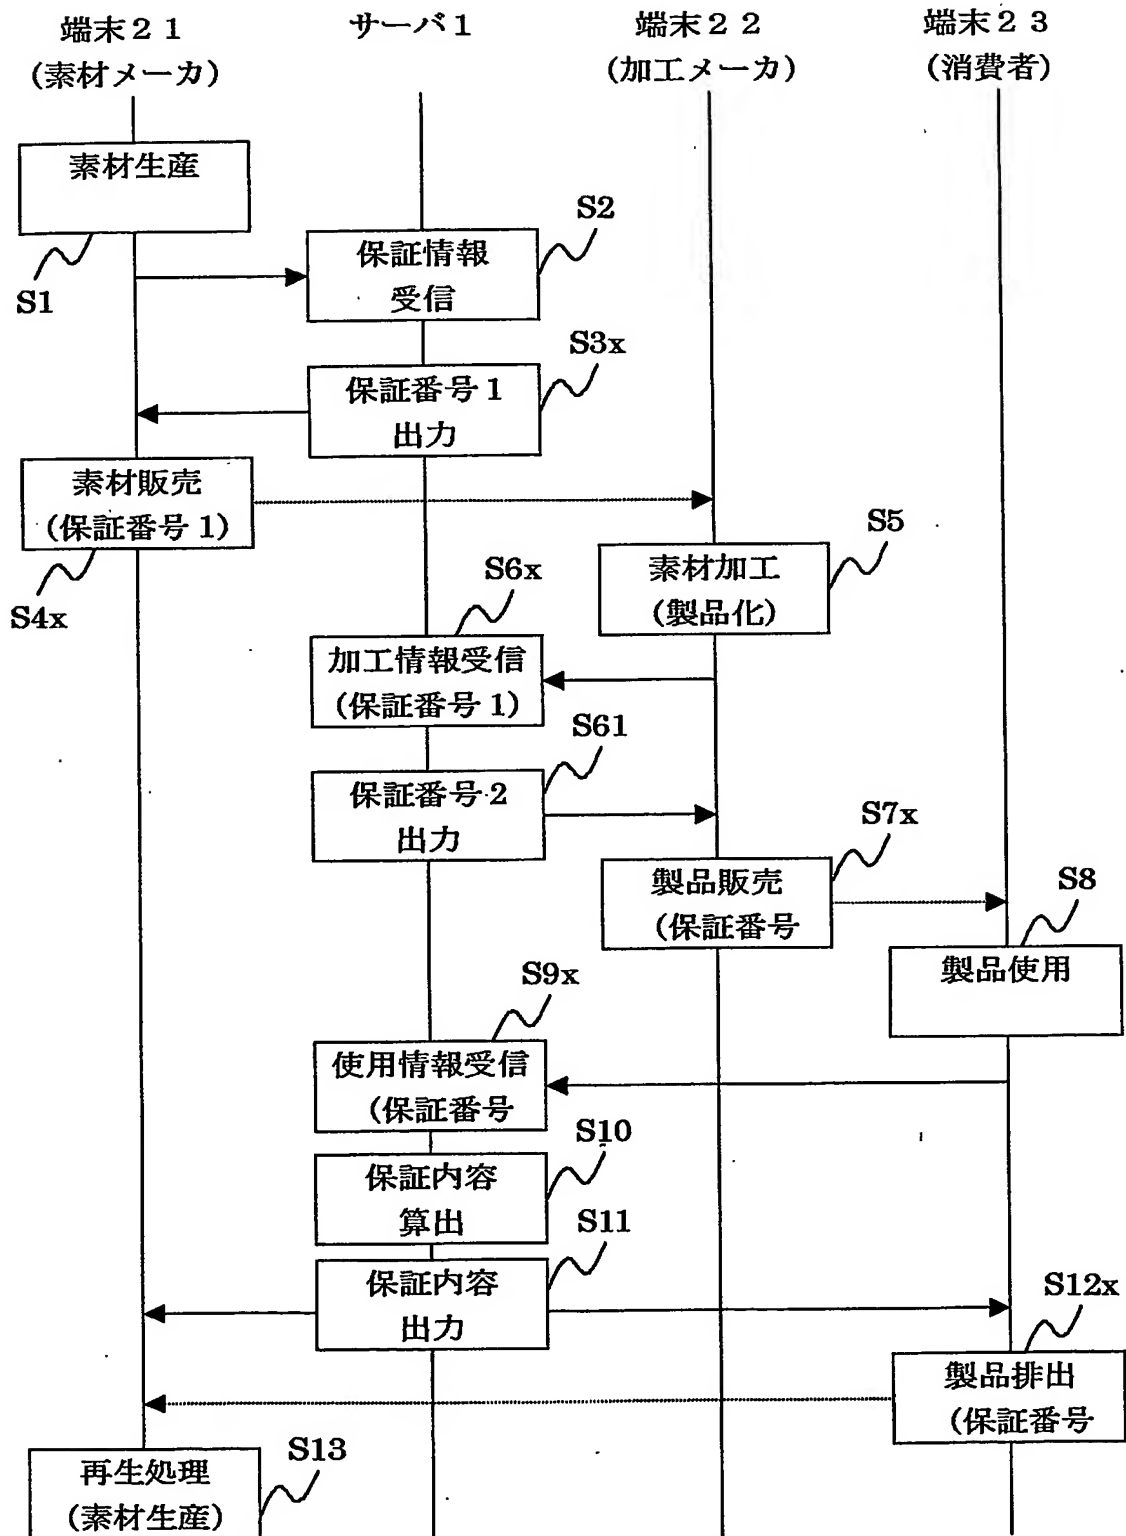 端末２１
(素材メーカ)
サーバ１
端末２２
(加工メーカ)
端末２３
(消費者)
素材生産
S1
S2
保証情報
受信
S3x
保証番号１
出力
素材販売
(保証番号１)
S4x
S5
素材加工
(製品化)
S6x
加工情報受信
(保証番号１)
S61
保証番号２
出力
S7x
製品販売
(保証番号
S8
製品使用
S9x
使用情報受信
(保証番号
S10
保証内容
算出
S11
保証内容
出力
S12x
製品排出
(保証番号
S13
再生処理
(素材生産)